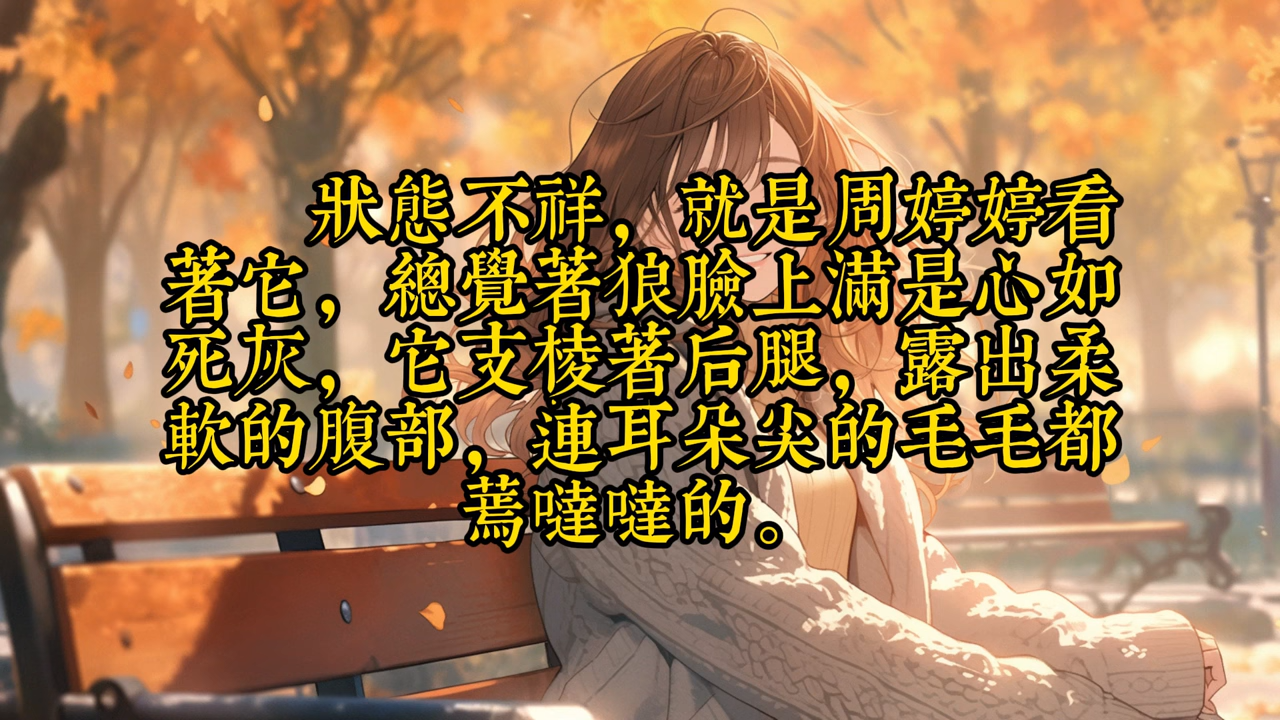 狀態不祥，就是周婷婷看
著它，總覺著狼臉上滿是心如
死灰，它支棱著后腿，露出柔
軟的腹部，連耳朵尖的毛毛都
蔫噠噠的。